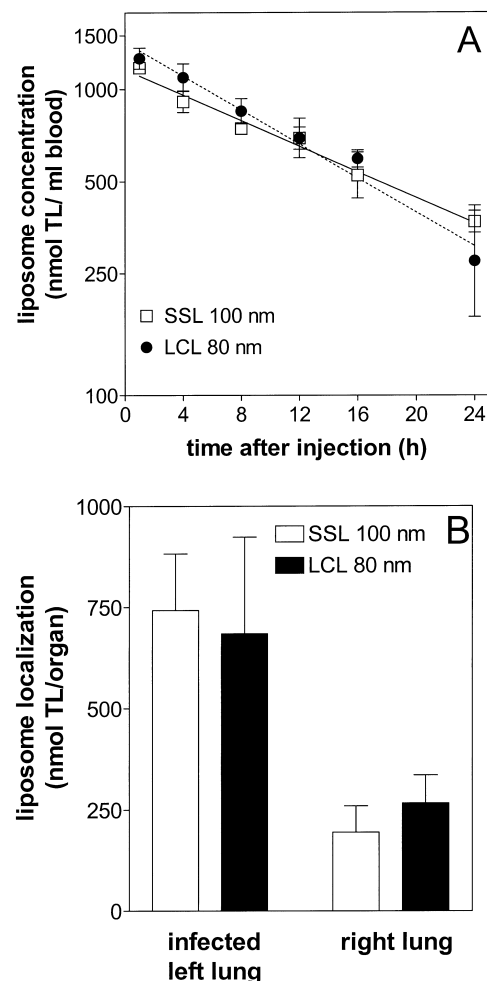 A
1500
1000
500
250
100
liposome concentration
(nmol TL/ ml blood)
SSL 100 nm
LCL 80 nm
0 4 8 12 16 20 24
time after injection (h)
B
1000
750
500
250
0
liposome localization
(nmol TL/organ)
SSL 100 nm
LCL 80 nm
infected
left lung
right lung